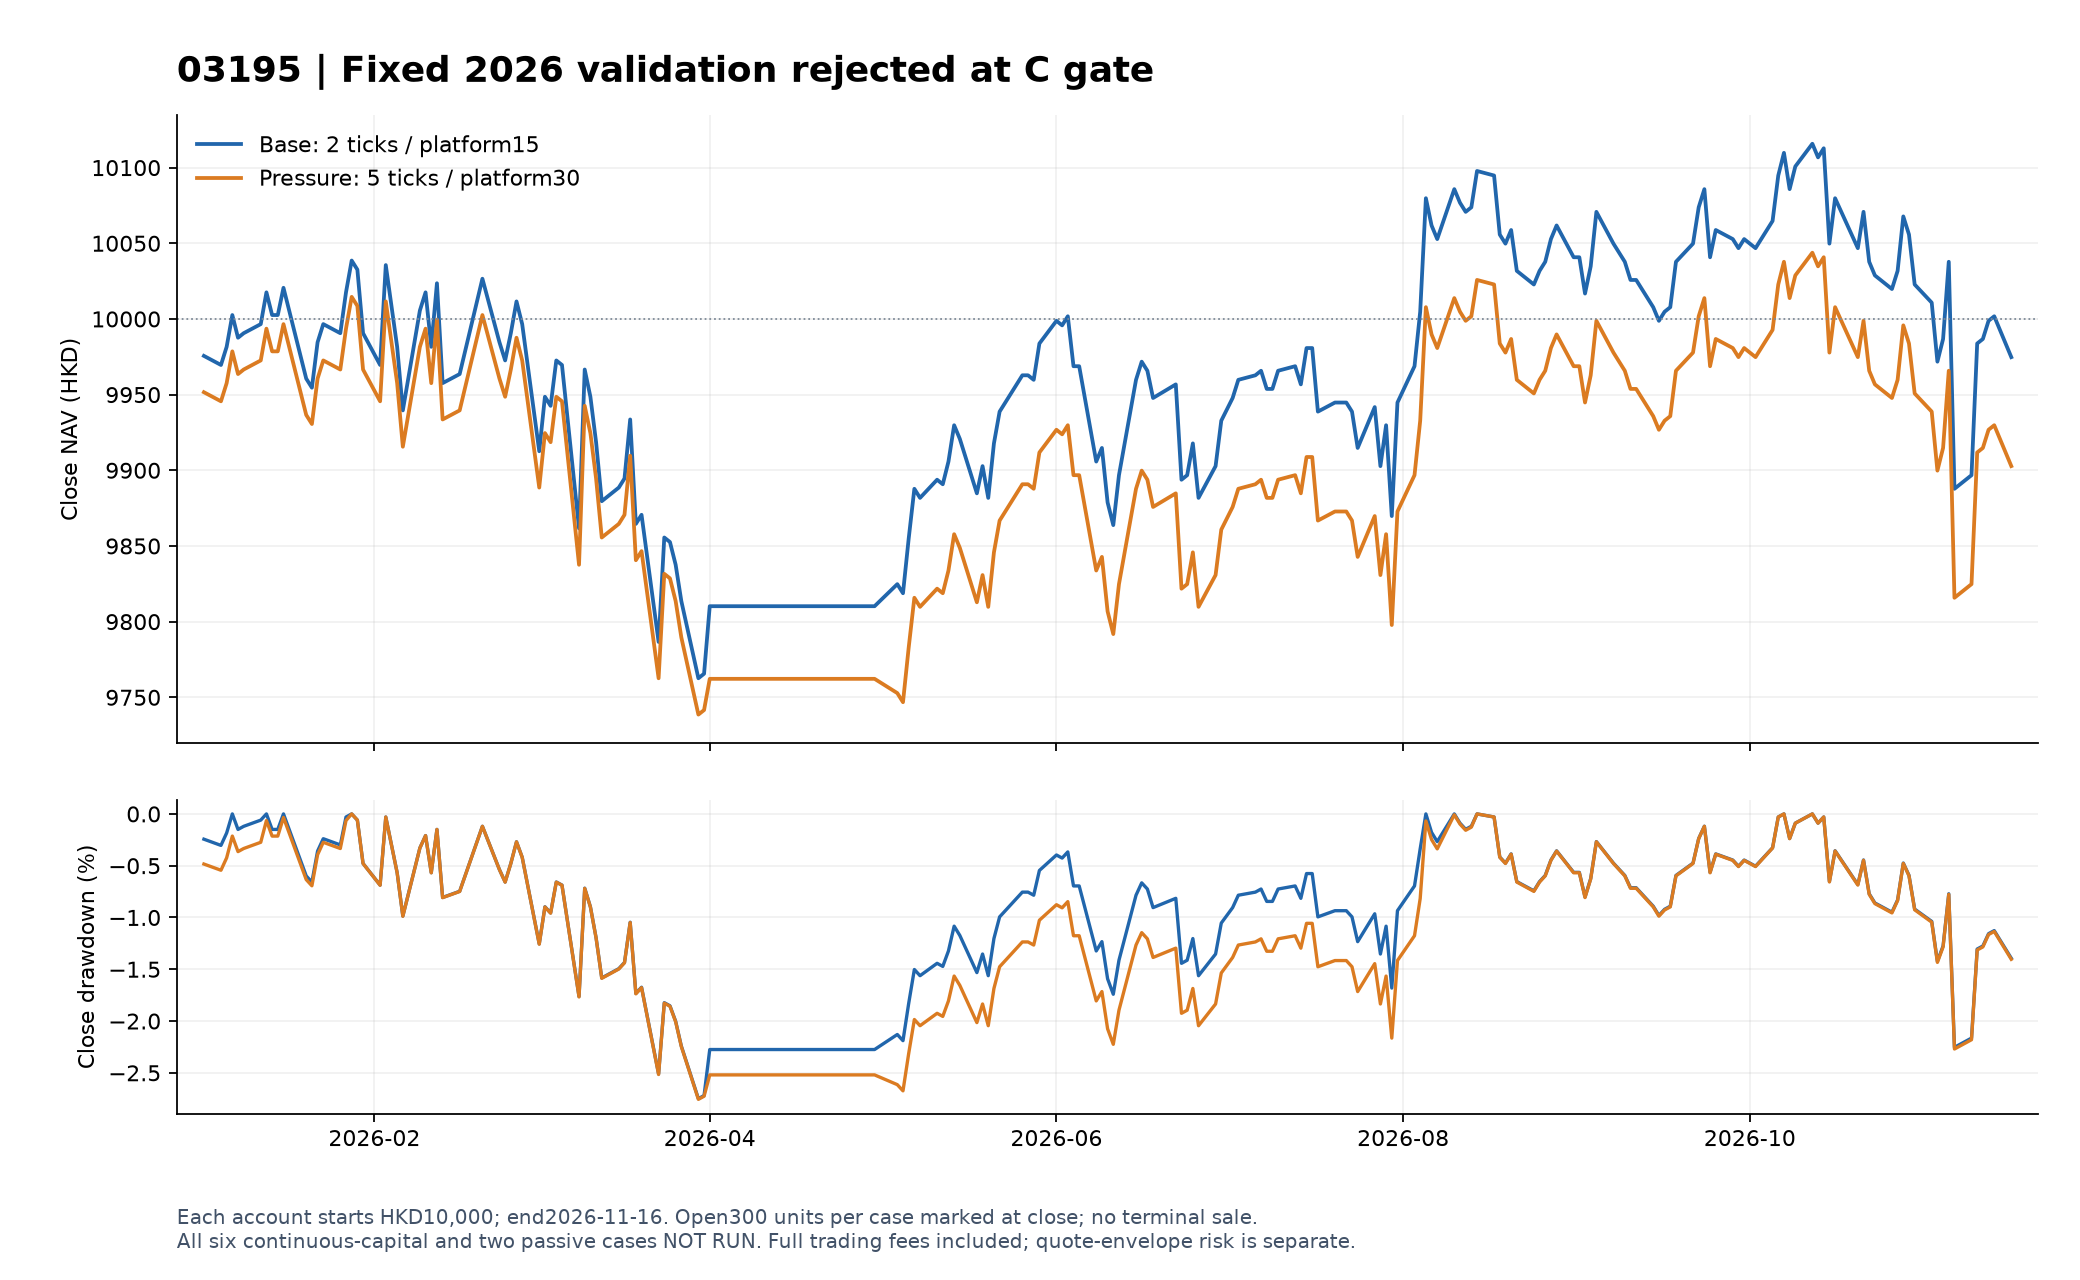 03195 | Fixed 2026 validation rejected at C gate
Base: 2 ticks / platform15
Pressure: 5 ticks / platform30
Close NAV (HKD)
10100
10050
10000
9950
9900
9850
9800
9750
Close drawdown (%)
0.0
−0.5
−1.0
−1.5
−2.0
−2.5
2026-02
2026-04
2026-06
2026-08
2026-10
Each account starts HKD10,000; end2026-11-16. Open300 units per case marked at close; no terminal sale.
All six continuous-capital and two passive cases NOT RUN. Full trading fees included; quote-envelope risk is separate.